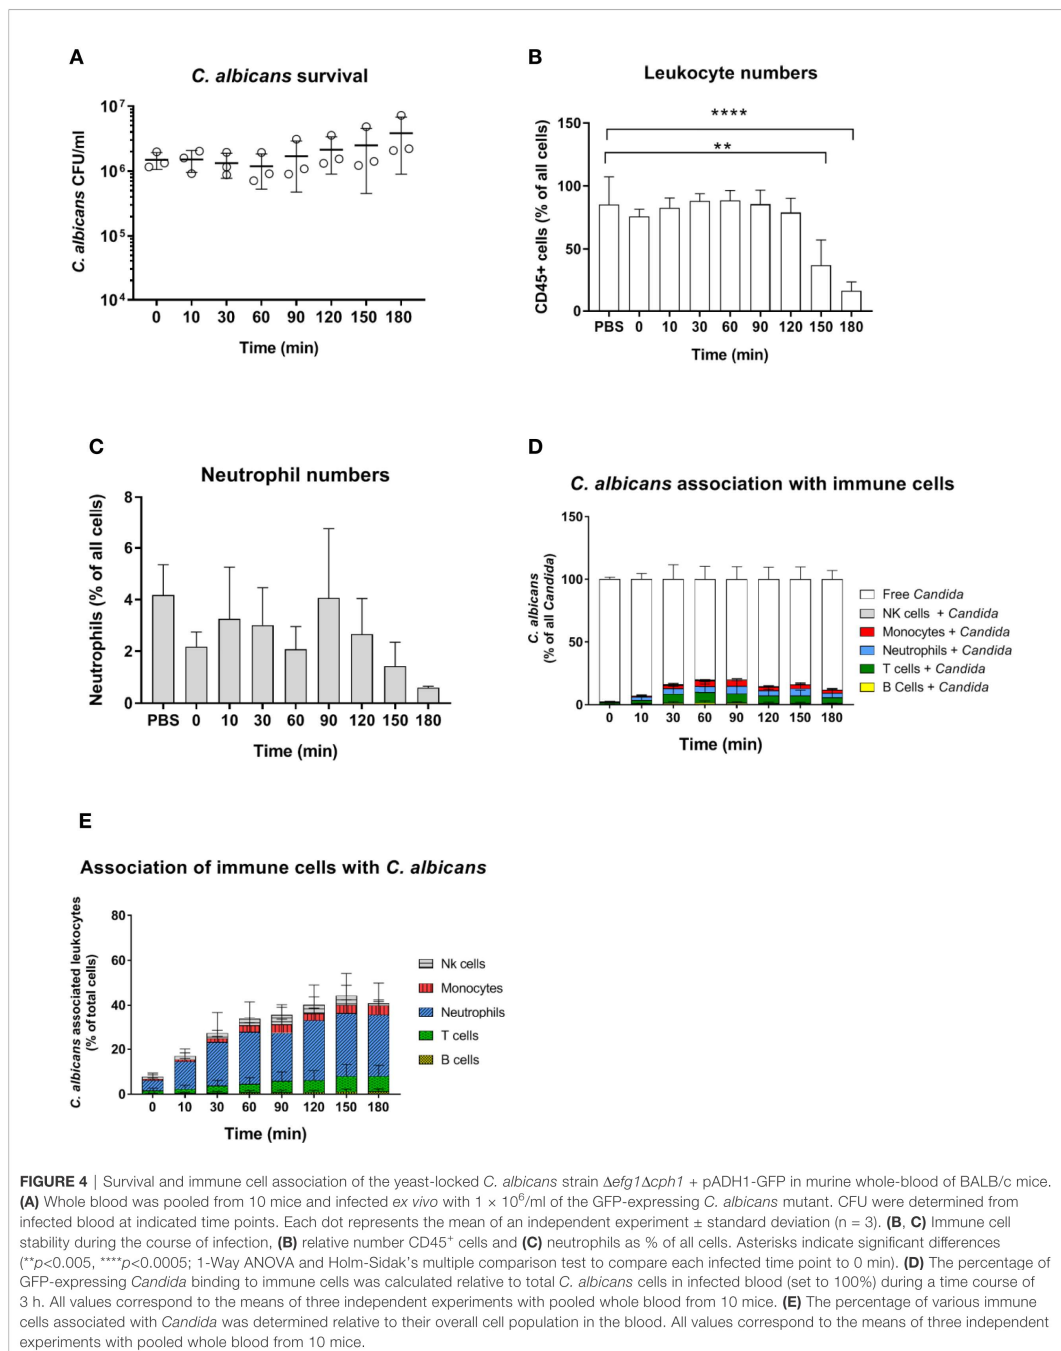 A
C. albicans survival
C. albicans CFU/ml
10^7
10^6
10^5
10^4
0 10 30 60 90 120 150 180
Time (min)
B
Leukocyte numbers
CD45+ cells (% of all cells)
150
100
50
0
****
**
PBS 0 10 30 60 90 120 150 180
Time (min)
C
Neutrophil numbers
Neutrophils (% of all cells)
8
6
4
2
0
PBS 0 10 30 60 90 120 150 180
Time (min)
D
C. albicans association with immune cells
C. albicans
(% of all Candida)
150
100
50
0
0 10 30 60 90 120 150 180
Time (min)
Free Candida
NK cells + Candida
Monocytes + Candida
Neutrophils + Candida
T cells + Candida
B Cells + Candida
E
Association of immune cells with C. albicans
C. albicans associated leukocytes
(% of total cells)
80
60
40
20
0
0 10 30 60 90 120 150 180
Time (min)
Nk cells
Monocytes
Neutrophils
T cells
B cells
FIGURE 4 | Survival and immune cell association of the yeast-locked C. albicans strain Δefg1Δcph1 + pADH1-GFP in murine whole-blood of BALB/c mice.
(A) Whole blood was pooled from 10 mice and infected ex vivo with 1 × 10^6/ml of the GFP-expressing C. albicans mutant. CFU were determined from
infected blood at indicated time points. Each dot represents the mean of an independent experiment ± standard deviation (n = 3). (B, C) Immune cell
stability during the course of infection, (B) relative number CD45+ cells and (C) neutrophils as % of all cells. Asterisks indicate significant differences
(**p<0.005, ****p<0.0005; 1-Way ANOVA and Holm-Sidak's multiple comparison test to compare each infected time point to 0 min). (D) The percentage of
GFP-expressing Candida binding to immune cells was calculated relative to total C. albicans cells in infected blood (set to 100%) during a time course of
3 h. All values correspond to the means of three independent experiments with pooled whole blood from 10 mice. (E) The percentage of various immune
cells associated with Candida was determined relative to their overall cell population in the blood. All values correspond to the means of three independent
experiments with pooled whole blood from 10 mice.